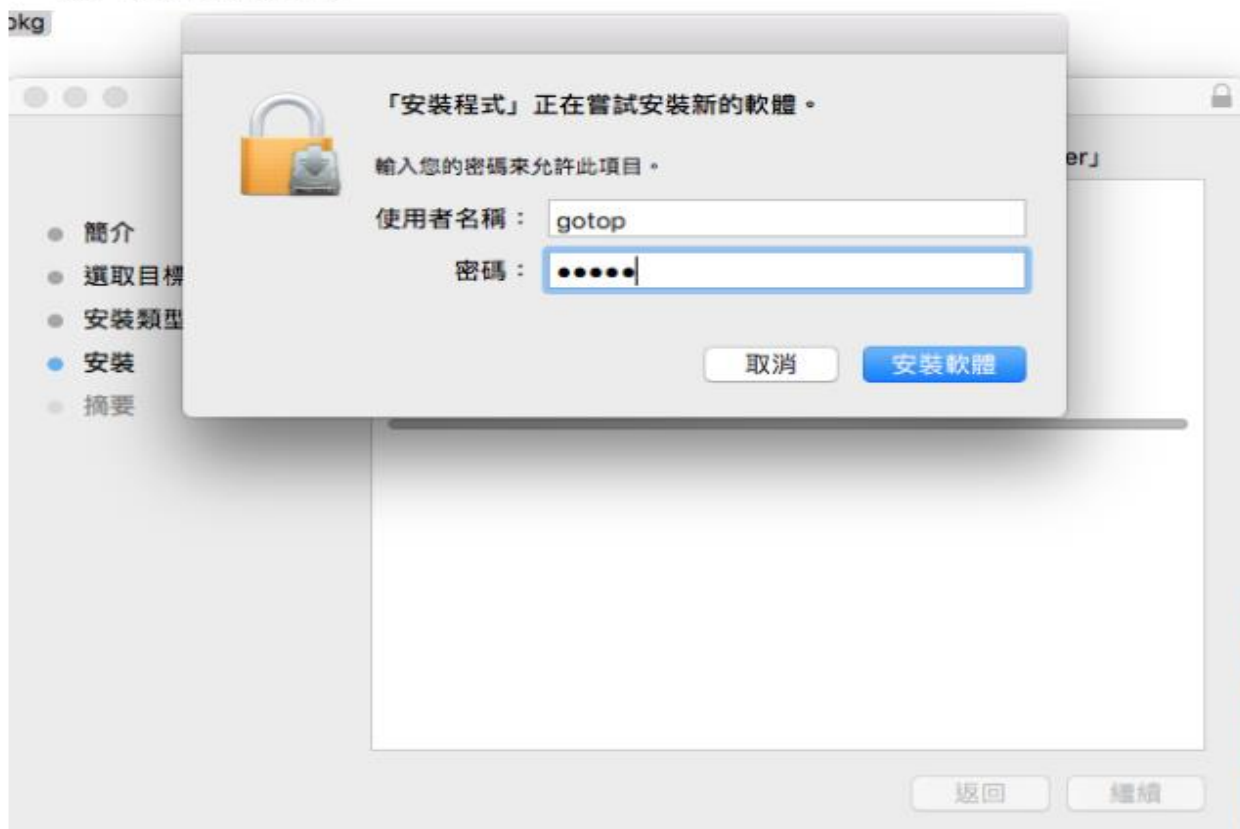 pkg
「安裝程式」正在嘗試安裝新的軟體。
輸入您的密碼來允許此項目。
er」
使用者名稱：gotop
密碼：●●●●●
簡介
選取目標
安裝類型
安裝
摘要
取消 安裝軟體
返回 繼續